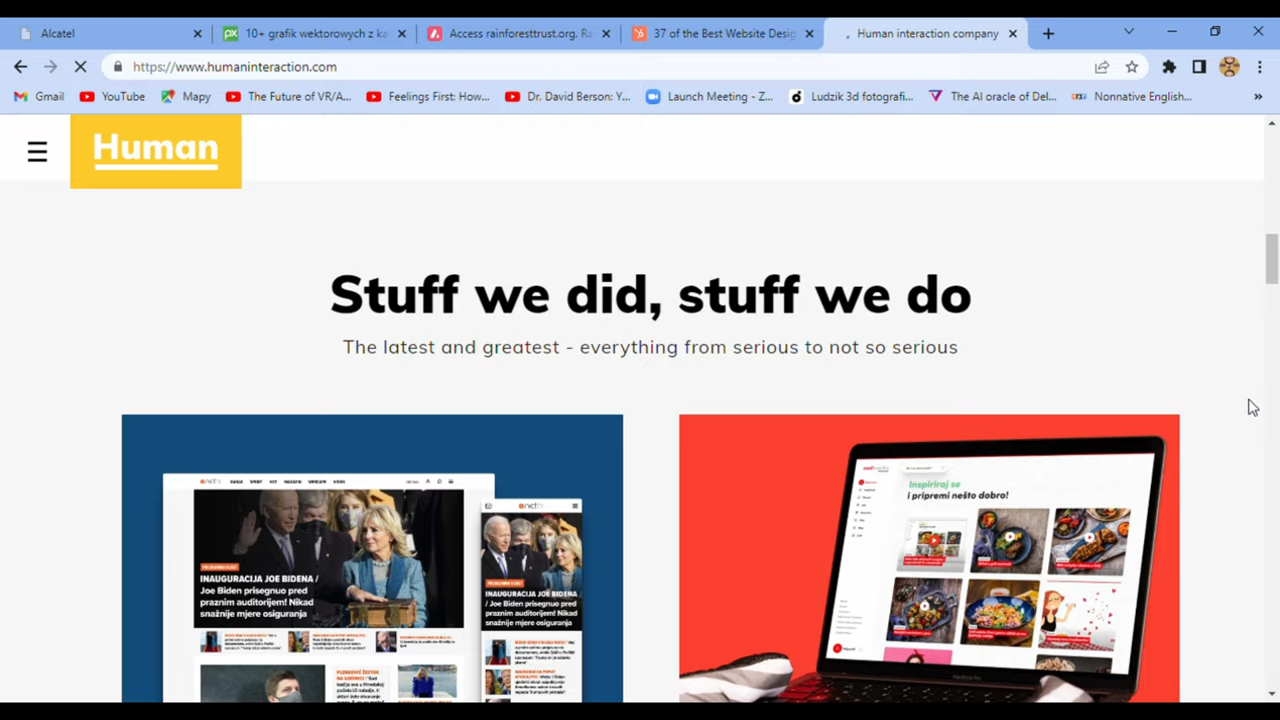 Alcatel
10+ grafik wektorowych z ka
Access rainforesttrust.org. Ra
37 of the Best Website Desig
Human interaction company
https://www.humaninteraction.com
Gmail
YouTube
Mapy
The Future of VR/A...
Feelings First: How...
Dr. David Berson: Y...
Launch Meeting - Z...
Ludzik 3d fotografi...
The AI oracle of Del...
Nonnative English...
Human
Stuff we did, stuff we do
The latest and greatest - everything from serious to not so serious
INAUGURACIJA JOE BIDENA /
Joe Biden prisegnuo pred
praznim auditorijem! Nikad
snažnije mjere osiguranja
INAUGURACIJA JOE BIDENA
/ Joe Biden prisegnuo pred
praznim auditorijem! Nikad
snažnije mjere osiguranja
Inspiriraj se
i pripremi nešto dobro!